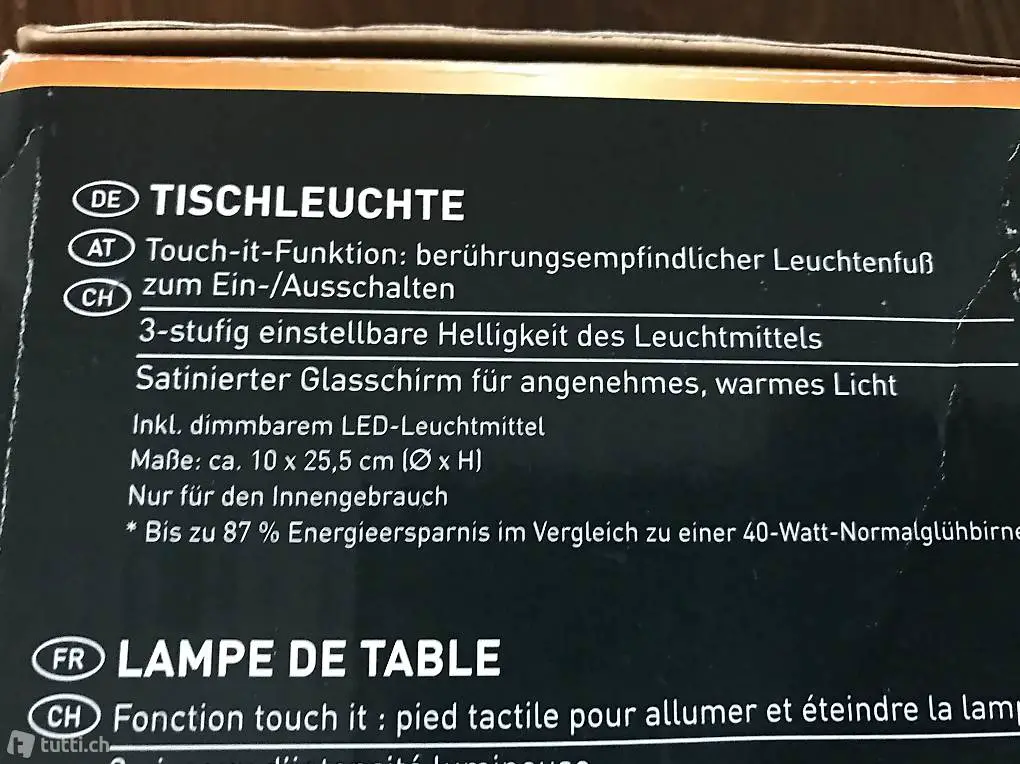 DE TISCHLEUCHTE
AT Touch-it-Funktion: berührungsempfindlicher Leuchtenfuß
CH zum Ein-/Ausschalten
3-stufig einstellbare Helligkeit des Leuchtmittels
Satinierter Glasschirm für angenehmes, warmes Licht
Inkl. dimmbarem LED-Leuchtmittel
Maße: ca. 10 x 25,5 cm (Ø x H)
Nur für den Innengebrauch
* Bis zu 87 % Energieersparnis im Vergleich zu einer 40-Watt-Normalglühbirne
FR LAMPE DE TABLE
CH Fonction touch it : pied tactile pour allumer et éteindre la lam
d'intensité lumineuse
tutti.ch